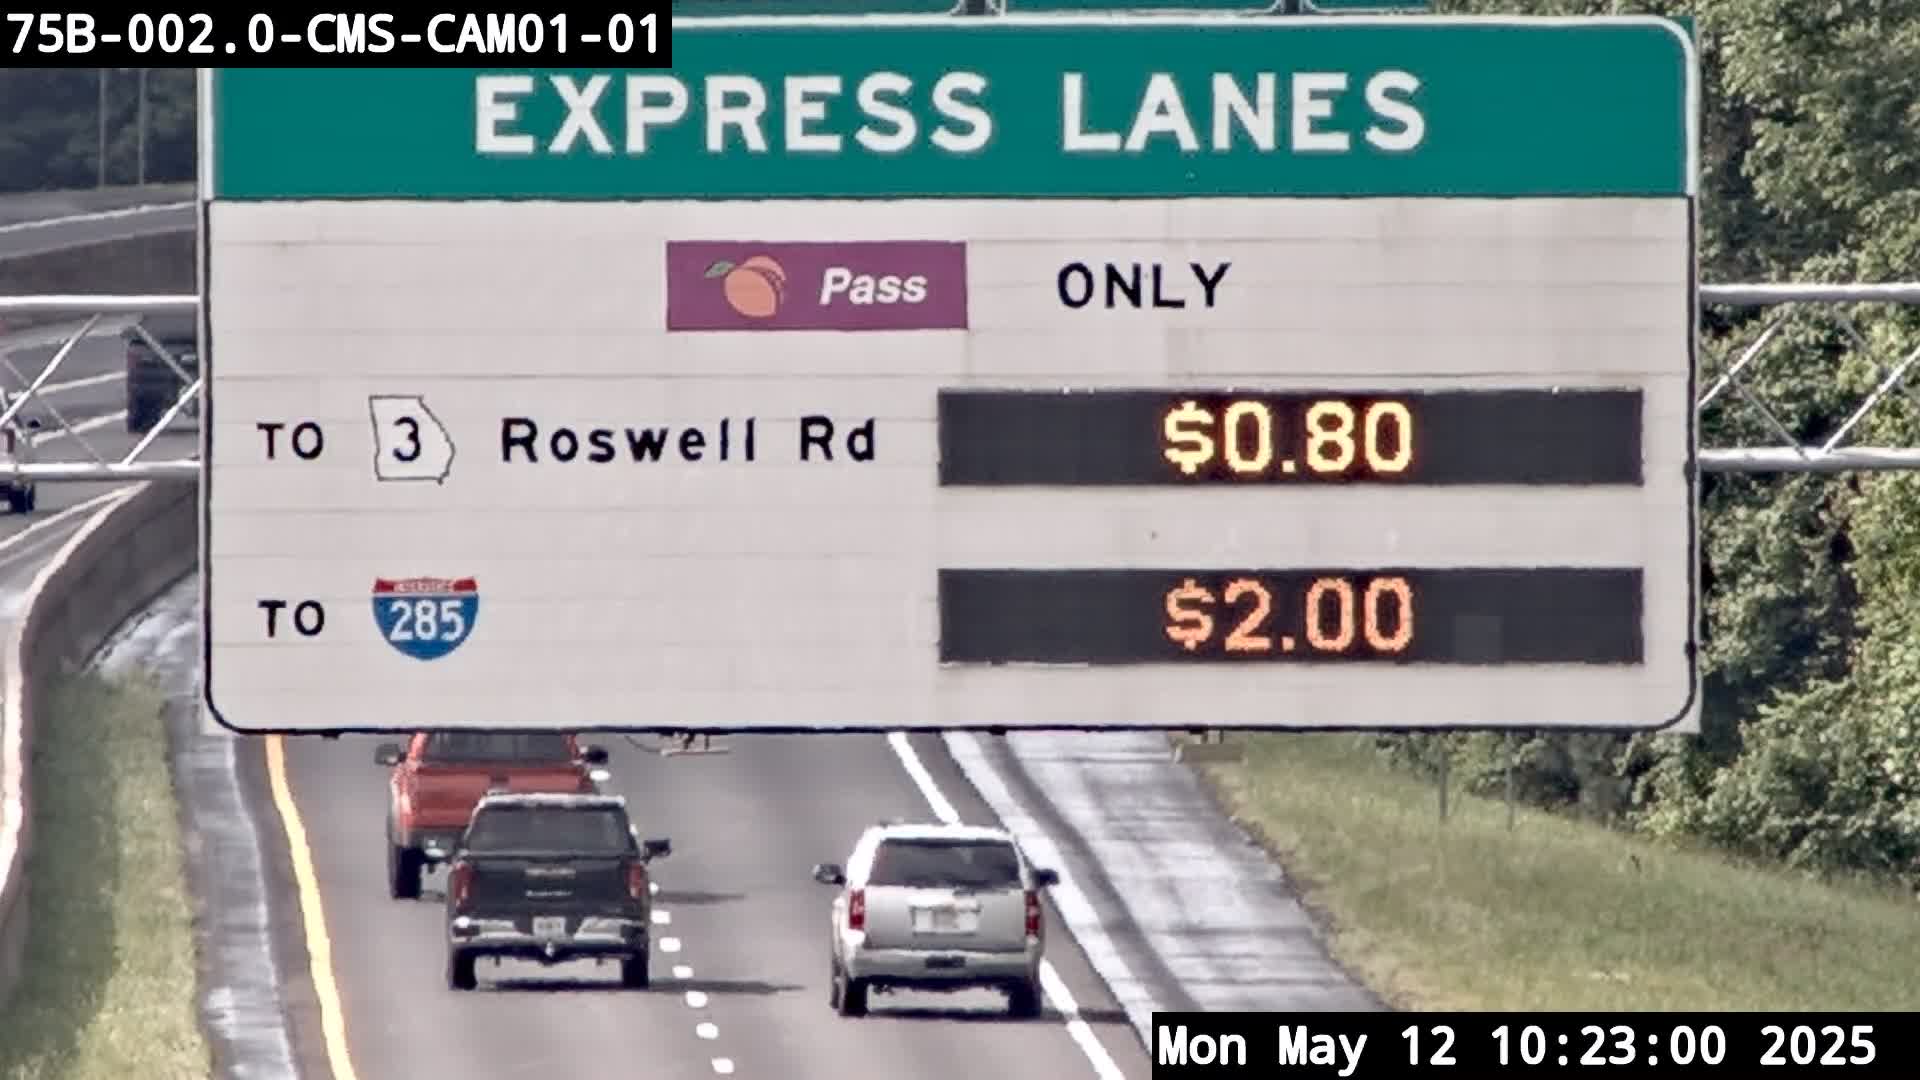 75B-002.0-CMS-CAM01-01
EXPRESS LANES
Pass ONLY
TO 3 Roswell Rd $0.80
TO INTERSTATE 285 $2.00
Mon May 12 10:23:00 2025